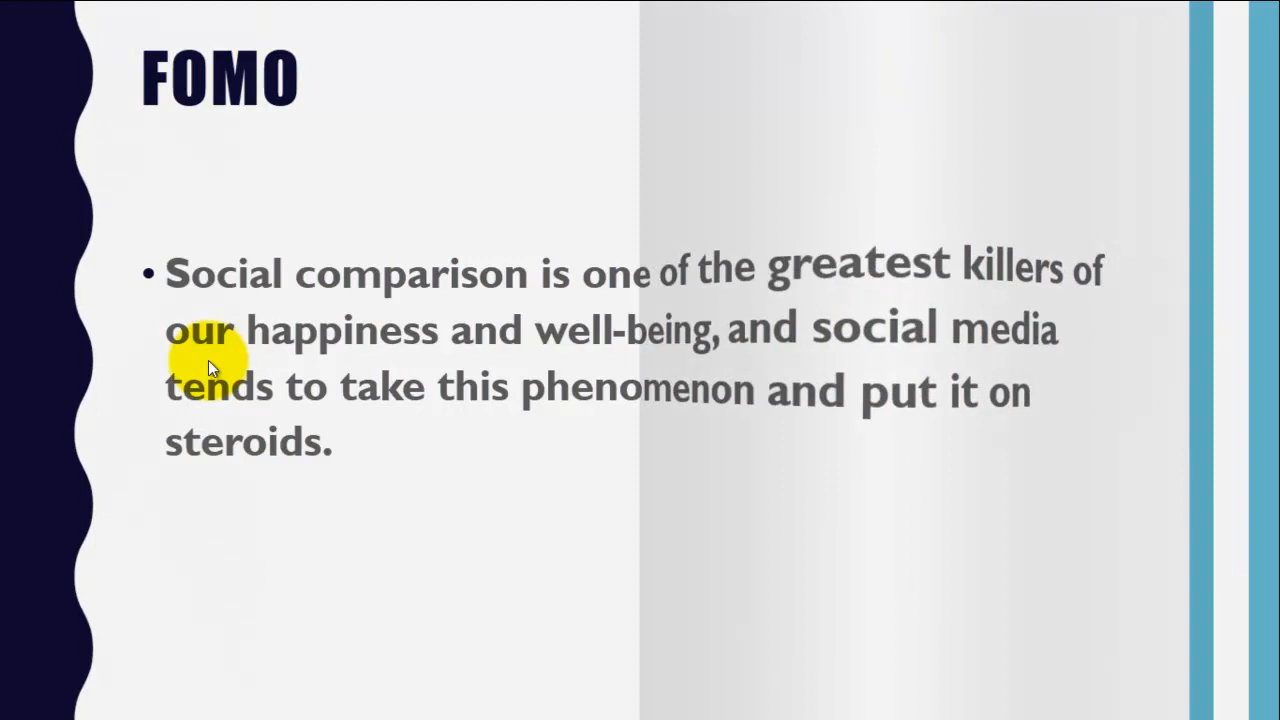 FOMO
• Social comparison is one of the greatest killers of
our happiness and well-being, and social media
tends to take this phenomenon and put it on
steroids.